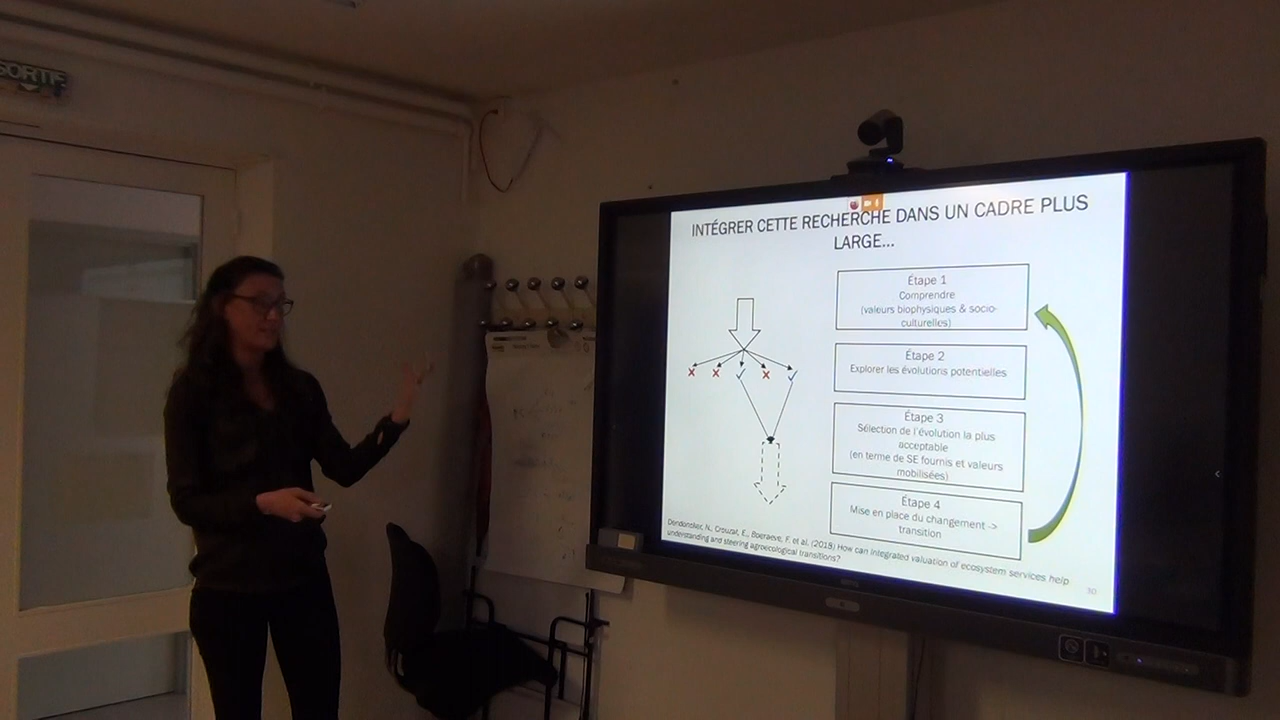 SORTIE
INTÉGRER CETTE RECHERCHE DANS UN CADRE PLUS
LARGE...
Étape 1
Comprendre
(valeurs biophysiques & socio-
culturelles)
Étape 2
Explorer les évolutions potentielles
Étape 3
Sélection de l'évolution la plus
acceptable
(en terme de SE fournis et valeurs
mobilisées)
Étape 4
Mise en place du changement ->
transition
Dendoncker, N., Crouzat, E., Boeraeve, F. et al. (2018) How can integrated valuation of ecosystem services help
understanding and steering agroecological transitions?
30